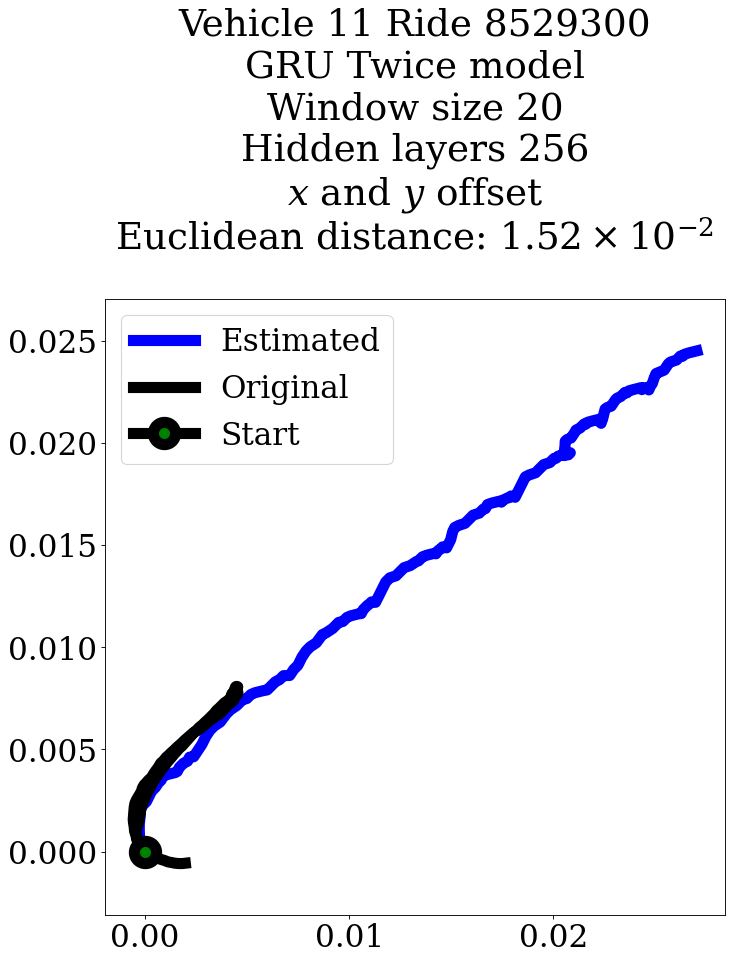 Vehicle 11 Ride 8529300
GRU Twice model
Window size 20
Hidden layers 256
x and y offset
Euclidean distance: 1.52 × 10⁻²
Estimated
Original
Start
0.025
0.020
0.015
0.010
0.005
0.000
0.00 0.01 0.02